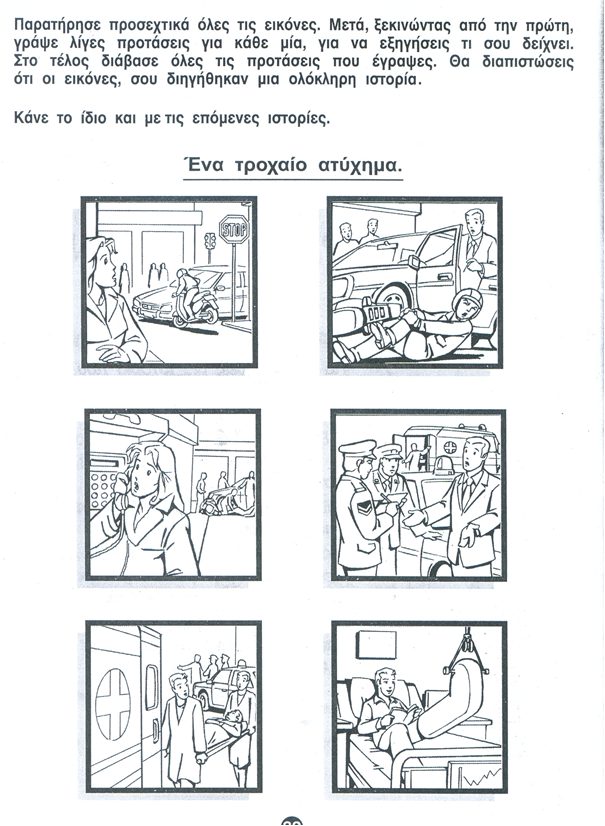 Παρατήρησε προσεχτικά όλες τις εικόνες. Μετά, ξεκινώντας από την πρώτη,
γράψε λίγες προτάσεις για κάθε μία, για να εξηγήσεις τι σου δείχνει.
Στο τέλος διάβασε όλες τις προτάσεις που έγραψες. Θα διαπιστώσεις
ότι οι εικόνες, σου διηγήθηκαν μια ολόκληρη ιστορία.
Κάνε το ίδιο και με τις επόμενες ιστορίες.
Ένα τροχαίο ατύχημα.
STOP